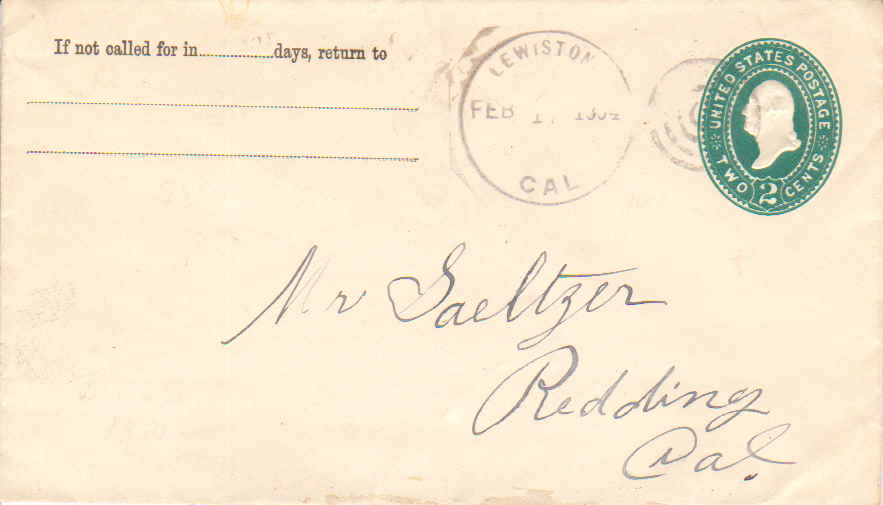 If not called for in..................days, return to
LEWISTON
FEB
CAL
UNITED STATES POSTAGE
TWO 2 CENTS
Mr Gaeltzer
Redding
Cal.